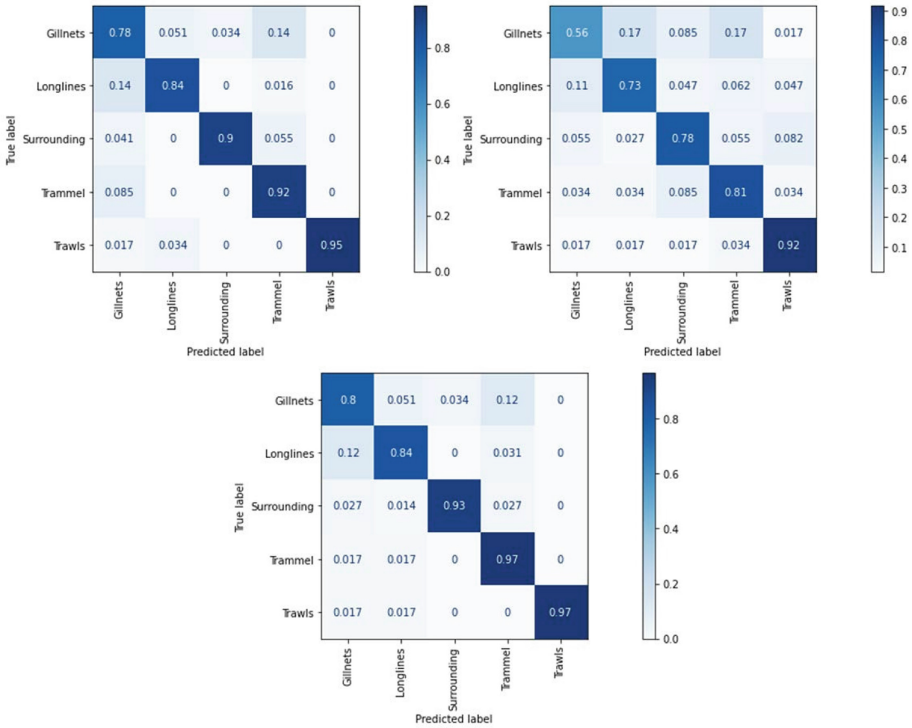 Gillnets 0.78 0.051 0.034 0.14 0
Longlines 0.14 0.84 0 0.016 0
Surrounding 0.041 0 0.9 0.055 0
Trammel 0.085 0 0 0.92 0
Trawls 0.017 0.034 0 0 0.95
True label
Gillnets Longlines Surrounding Trammel Trawls
Predicted label
0.8
0.6
0.4
0.2
0.0
Gillnets 0.56 0.17 0.085 0.17 0.017
Longlines 0.11 0.73 0.047 0.062 0.047
Surrounding 0.055 0.027 0.78 0.055 0.082
Trammel 0.034 0.034 0.085 0.81 0.034
Trawls 0.017 0.017 0.017 0.034 0.92
True label
Gillnets Longlines Surrounding Trammel Trawls
Predicted label
0.9
0.8
0.7
0.6
0.5
0.4
0.3
0.2
0.1
Gillnets 0.8 0.051 0.034 0.12 0
Longlines 0.12 0.84 0 0.031 0
Surrounding 0.027 0.014 0.93 0.027 0
Trammel 0.017 0.017 0 0.97 0
Trawls 0.017 0.017 0 0 0.97
True label
Gillnets Longlines Surrounding Trammel Trawls
Predicted label
0.8
0.6
0.4
0.2
0.0